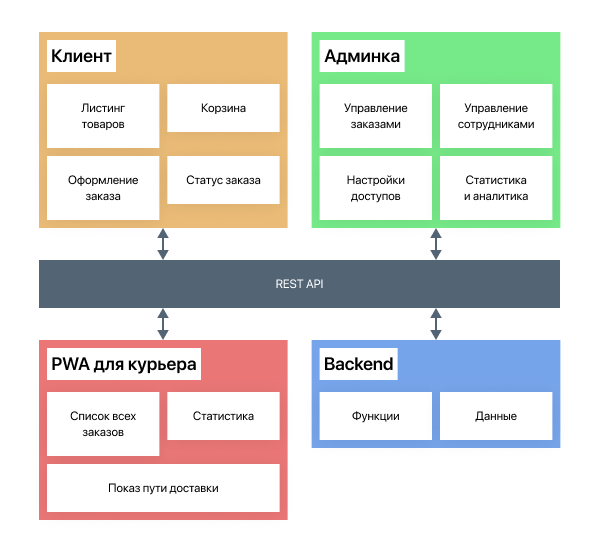 Клиент
Листинг
товаров
Корзина
Оформление
заказа
Статус заказа
Админка
Управление
заказами
Управление
сотрудниками
Настройки
доступов
Статистика
и аналитика
REST API
PWA для курьера
Список всех
заказов
Статистика
Показ пути доставки
Backend
Функции
Данные